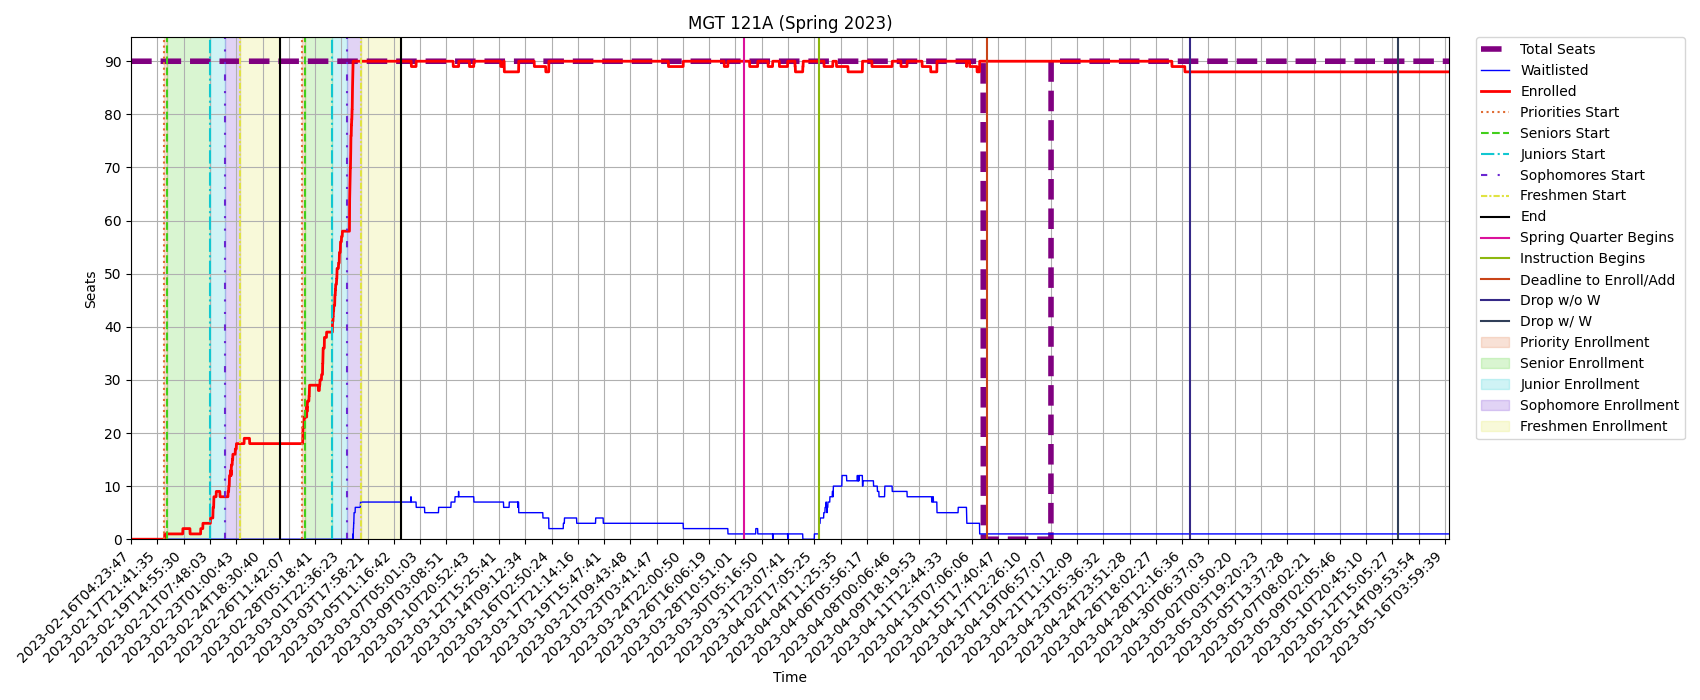 MGT 121A (Spring 2023)
Seats
90
80
70
60
50
40
30
20
10
0
2023-02-16T04:23:47
2023-02-17T21:41:35
2023-02-19T14:55:30
2023-02-21T07:48:03
2023-02-23T01:00:43
2023-02-24T18:30:40
2023-02-26T11:42:07
2023-02-28T05:18:41
2023-03-01T22:36:23
2023-03-03T17:58:21
2023-03-05T11:16:42
2023-03-07T05:01:03
2023-03-09T03:08:51
2023-03-10T20:52:43
2023-03-12T15:25:41
2023-03-14T09:12:34
2023-03-16T02:50:24
2023-03-17T21:14:16
2023-03-19T15:47:41
2023-03-21T09:43:48
2023-03-23T03:41:47
2023-03-24T22:00:50
2023-03-26T16:06:19
2023-03-28T10:51:01
2023-03-30T05:16:50
2023-03-31T23:07:41
2023-04-02T17:05:25
2023-04-04T11:25:35
2023-04-06T05:56:17
2023-04-08T00:06:46
2023-04-09T18:19:53
2023-04-11T12:44:33
2023-04-13T07:06:06
2023-04-15T17:40:47
2023-04-17T12:26:10
2023-04-19T06:57:07
2023-04-21T11:12:09
2023-04-23T05:36:32
2023-04-24T23:51:28
2023-04-26T18:02:27
2023-04-28T12:16:36
2023-04-30T06:37:03
2023-05-02T00:50:20
2023-05-03T19:20:23
2023-05-05T13:37:28
2023-05-07T08:02:21
2023-05-09T02:05:46
2023-05-10T20:45:10
2023-05-12T15:05:27
2023-05-14T09:53:54
2023-05-16T03:59:39
Time
Total Seats
Waitlisted
Enrolled
Priorities Start
Seniors Start
Juniors Start
Sophomores Start
Freshmen Start
End
Spring Quarter Begins
Instruction Begins
Deadline to Enroll/Add
Drop w/o W
Drop w/ W
Priority Enrollment
Senior Enrollment
Junior Enrollment
Sophomore Enrollment
Freshmen Enrollment